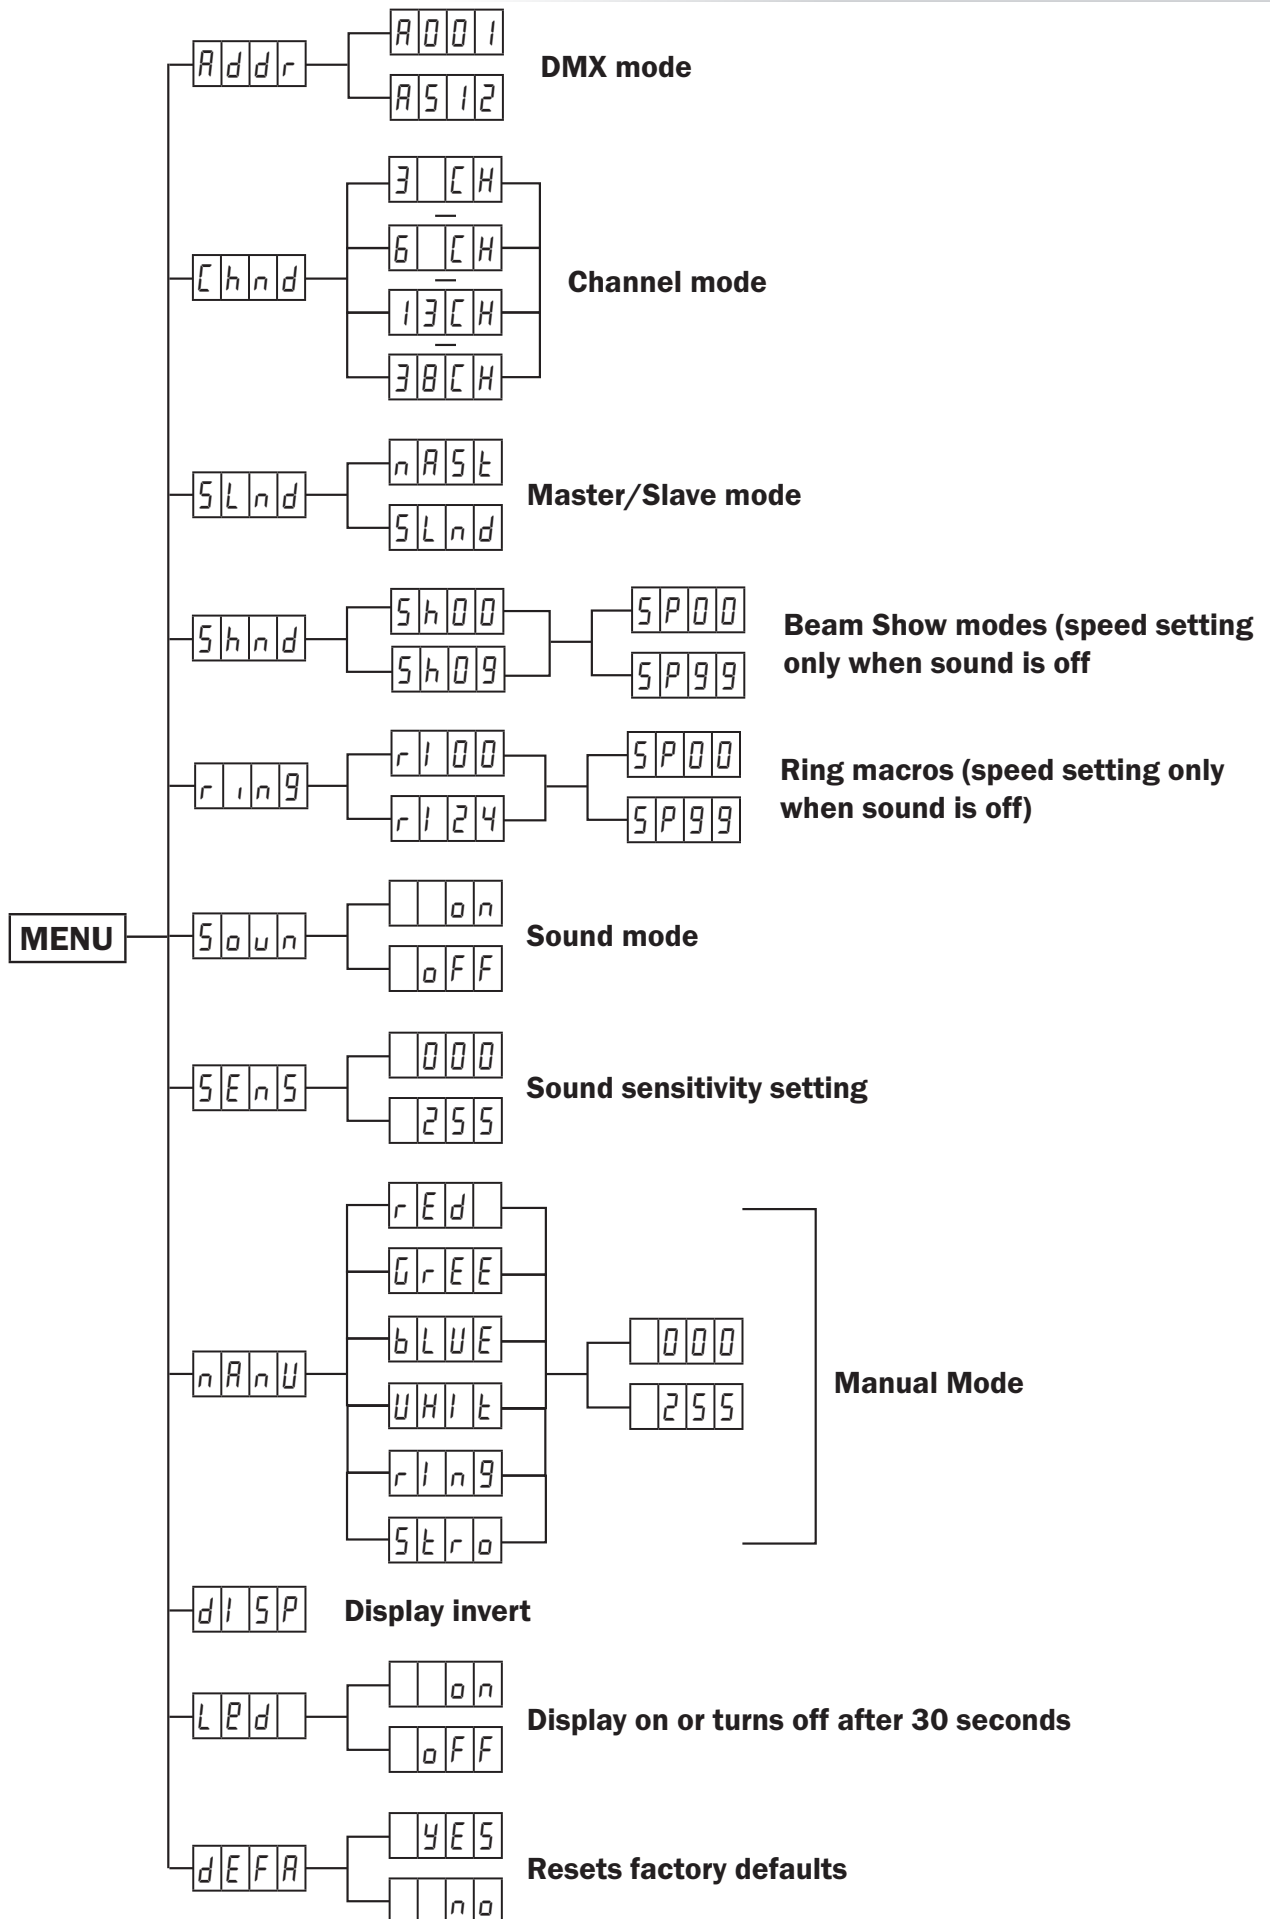 A001
Addr
DMX mode
A512
3 CH
6 CH
Chnd
Channel mode
13CH
38CH
nASt
SLnd
Master/Slave mode
SLnd
Sh00
SP00
Shnd
Beam Show modes (speed setting
only when sound is off
Sh09
SP99
r100
SP00
ring
Ring macros (speed setting only
when sound is off)
r124
SP99
on
MENU
Soun
Sound mode
oFF
000
SEnS
Sound sensitivity setting
255
rEd
GrEE
bLUE
000
nAnU
Manual Mode
UHIt
255
rIng
Stro
dISP
Display invert
on
Led
Display on or turns off after 30 seconds
oFF
YES
dEFA
Resets factory defaults
no